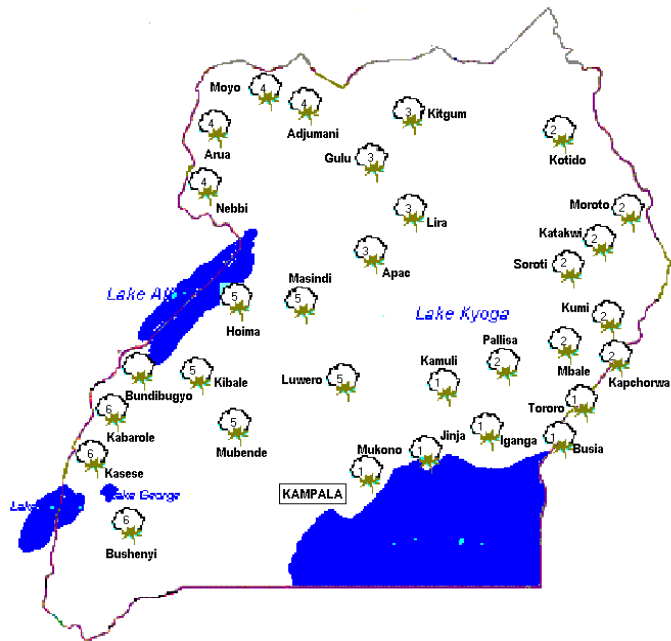 Moyo
4
4
Adjumani
3
Kitgum
4
Arua
2
Kotido
Gulu
3
4
Nebbi
3
Lira
Moroto
2
Katakwi
2
3
Apac
Soroti
2
Lake
Masindi
5
Hoima
5
Lake Kyoga
Kumi
2
Pallisa
2
Mbale
2
2
Kapchorwa
Bundibugyo
5
Kibale
Luwero
5
Kamuli
1
Tororo
1
6
Kabarole
5
Mubende
Jinja
1
1
Iganga
1
Busia
6
Kasese
Mukono
1
KAMPALA
Lake
Lake George
6
Bushenyi